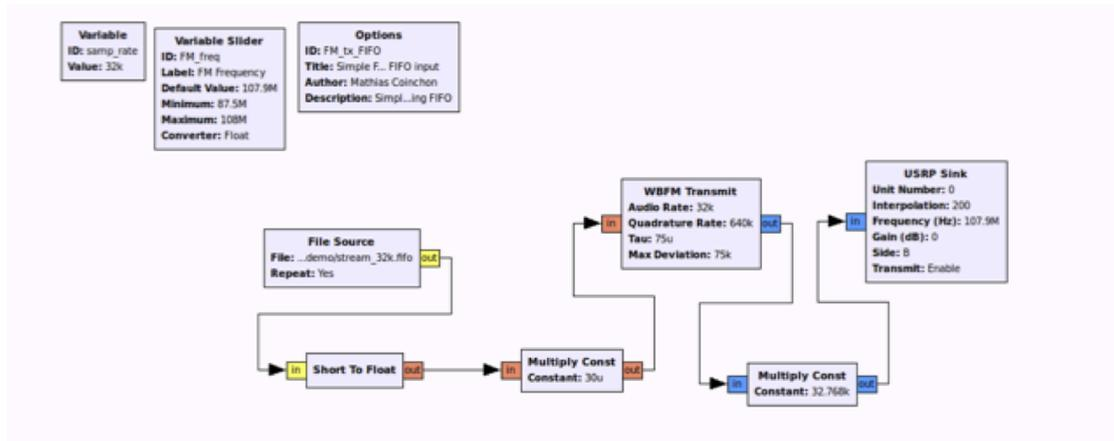 Variable
ID: samp_rate
Value: 32k
Variable Slider
ID: FM_freq
Label: FM Frequency
Default Value: 107.9M
Minimum: 87.5M
Maximum: 108M
Converter: Float
Options
ID: FM_tx_FIFO
Title: Simple F... FIFO input
Author: Mathias Coinchon
Description: Simpl...ing FIFO
File Source
File: ...demo/stream_32k.fifo
Repeat: Yes
out
in
Short To Float
out
in
Multiply Const
Constant: 30u
out
in
WBFM Transmit
Audio Rate: 32k
Quadrature Rate: 640k
Tau: 75u
Max Deviation: 75k
out
in
Multiply Const
Constant: 32.768k
out
in
USRP Sink
Unit Number: 0
Interpolation: 200
Frequency (Hz): 107.9M
Gain (dB): 0
Side: B
Transmit: Enable